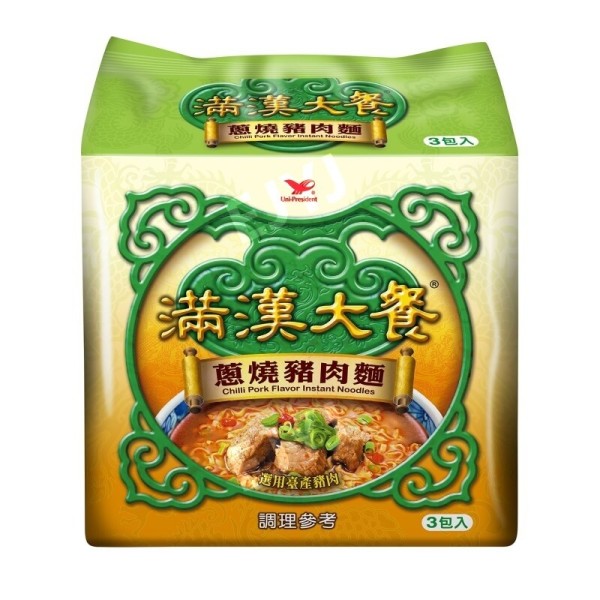 滿漢大餐
蔥燒豬肉麵
Chilli Pork Flavor Instant Noodles
3包入
Uni-President
®
滿漢大餐®
蔥燒豬肉麵
Chilli Pork Flavor Instant Noodles
選用臺產豬肉
調理參考
3包入